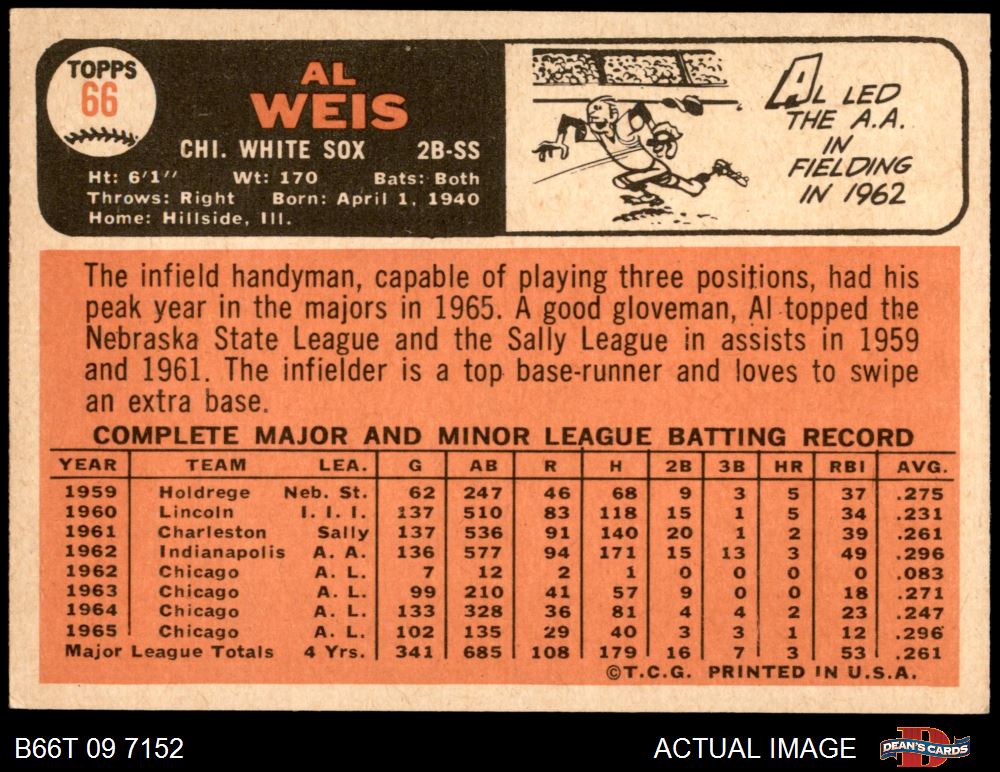 TOPPS
66
AL
WEIS
CHI. WHITE SOX 2B-SS
Ht: 6'1" Wt: 170 Bats: Both
Throws: Right Born: April 1, 1940
Home: Hillside, Ill.
AL LED
THE A.A.
IN
FIELDING
IN 1962
The infield handyman, capable of playing three positions, had his
peak year in the majors in 1965. A good gloveman, Al topped the
Nebraska State League and the Sally League in assists in 1959
and 1961. The infielder is a top base-runner and loves to swipe
an extra base.
COMPLETE MAJOR AND MINOR LEAGUE BATTING RECORD
YEAR TEAM LEA. G AB R H 2B 3B HR RBI AVG.
1959 Holdrege Neb. St. 62 247 46 68 9 3 5 37 .275
1960 Lincoln I. I. I. 137 510 83 118 15 1 5 34 .231
1961 Charleston Sally 137 536 91 140 20 1 2 39 .261
1962 Indianapolis A. A. 136 577 94 171 15 13 3 49 .296
1962 Chicago A. L. 7 12 2 1 0 0 0 0 .083
1963 Chicago A. L. 99 210 41 57 9 0 0 18 .271
1964 Chicago A. L. 133 328 36 81 4 4 2 23 .247
1965 Chicago A. L. 102 135 29 40 3 3 1 12 .296
Major League Totals 4 Yrs. 341 685 108 179 16 7 3 53 .261
©T.C.G. PRINTED IN U.S.A.
B66T 09 7152 ACTUAL IMAGE DEAN'S CARDS